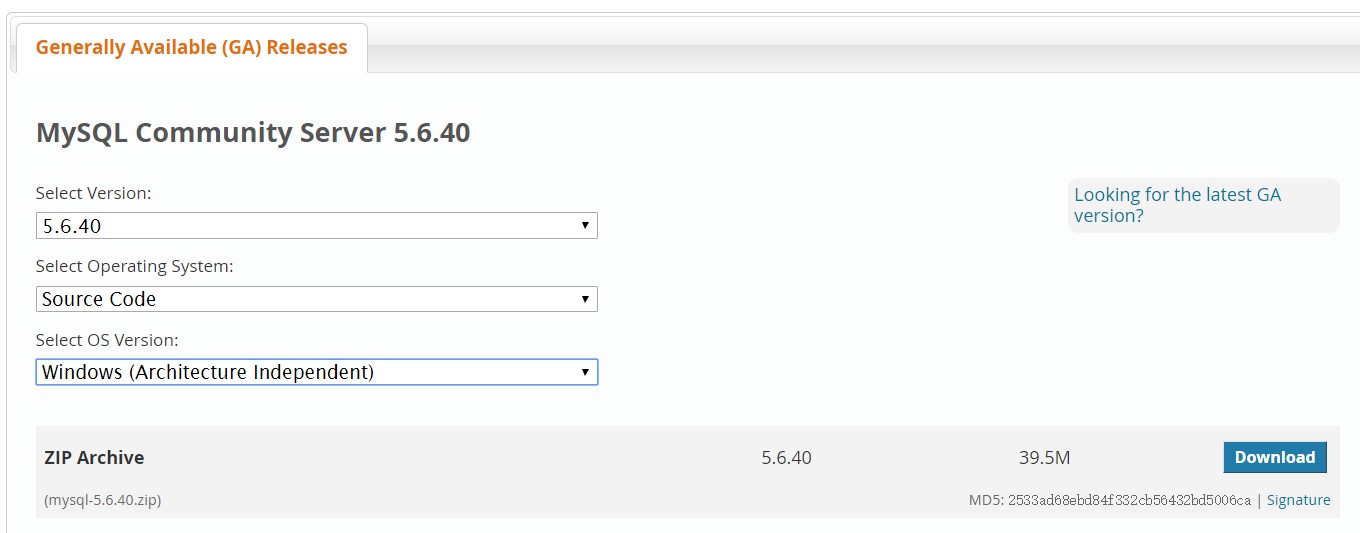 Generally Available (GA) Releases
MySQL Community Server 5.6.40
Select Version:
5.6.40
Looking for the latest GA
version?
Select Operating System:
Source Code
Select OS Version:
Windows (Architecture Independent)
ZIP Archive 5.6.40 39.5M Download
(mysql-5.6.40.zip) MD5: 2533ad68ebd84f332cb56432bd5006ca | Signature